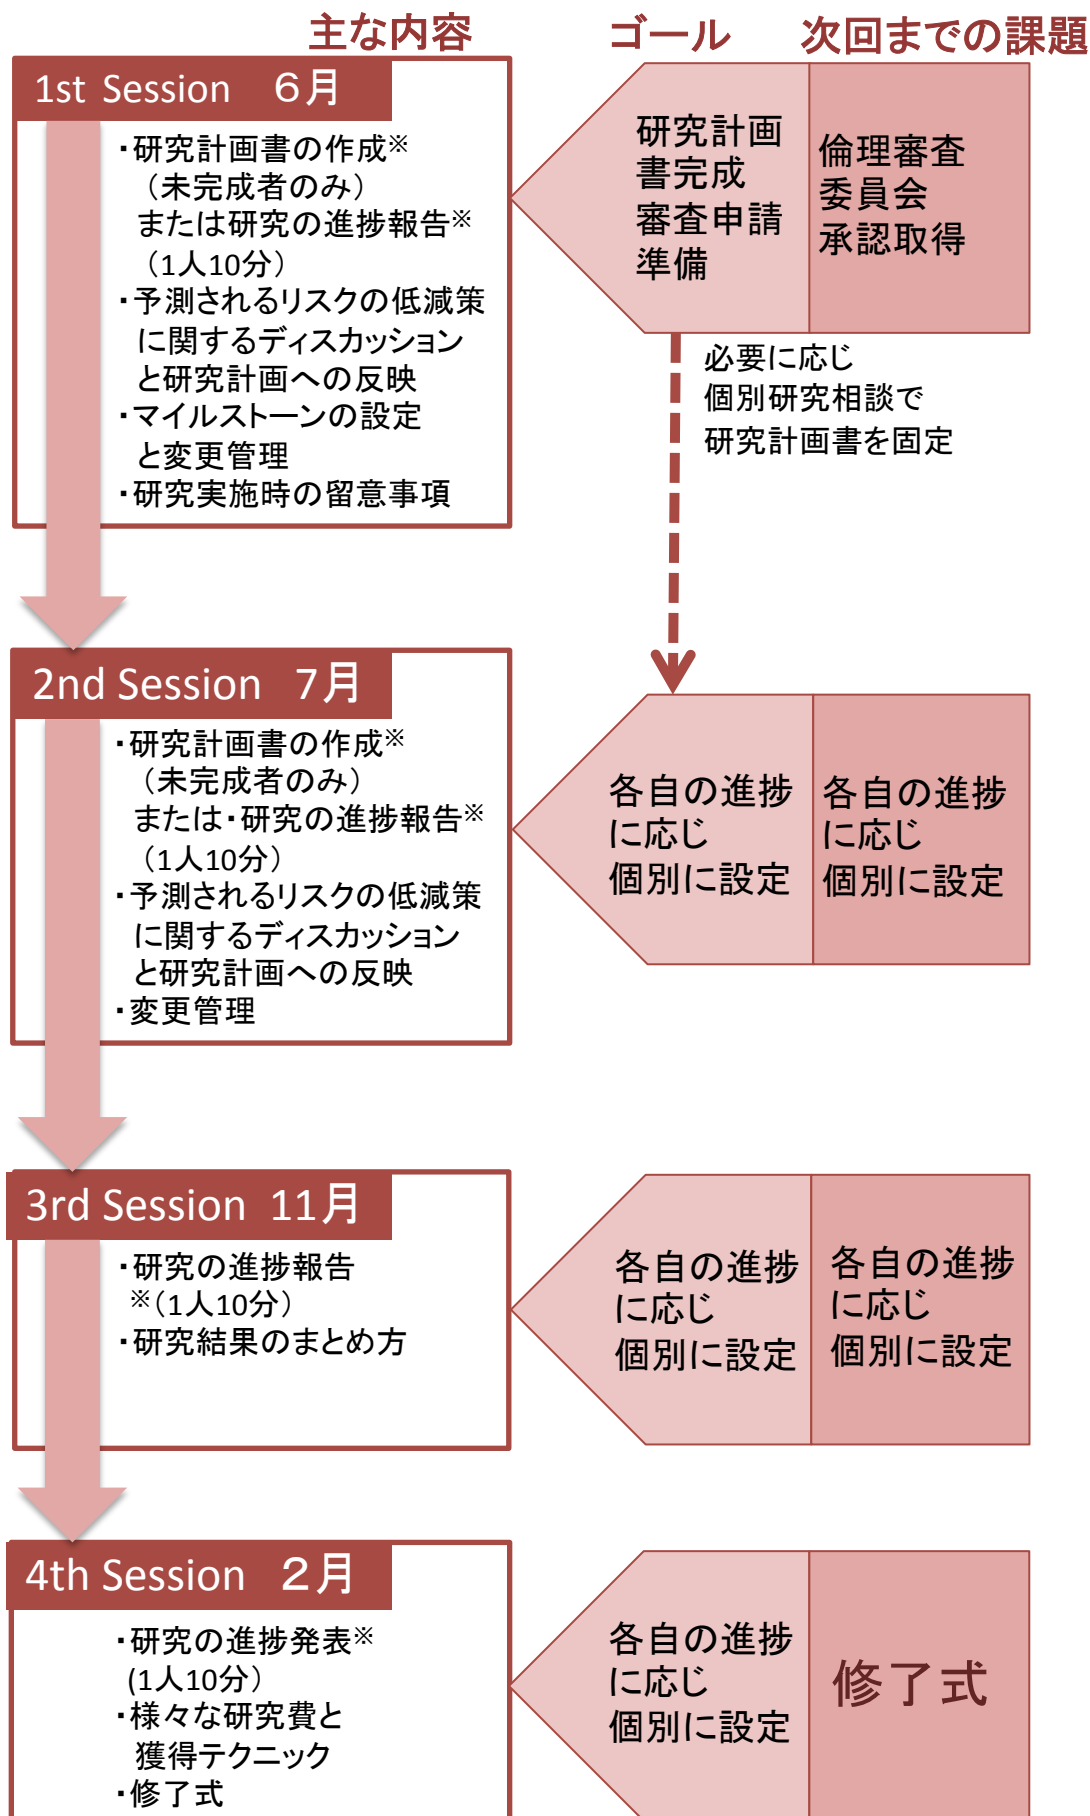 主な内容 ゴール 次回までの課題
1st Session 6月
・研究計画書の作成※
（未完成者のみ）
または研究の進捗報告※
（1人10分）
・予測されるリスクの低減策
に関するディスカッション
と研究計画への反映
・マイルストーンの設定
と変更管理
・研究実施時の留意事項
研究計画
書完成
審査申請
準備
倫理審査
委員会
承認取得
必要に応じ
個別研究相談で
研究計画書を固定
2nd Session 7月
・研究計画書の作成※
（未完成者のみ）
または・研究の進捗報告※
（1人10分）
・予測されるリスクの低減策
に関するディスカッション
と研究計画への反映
・変更管理
各自の進捗
に応じ
個別に設定
各自の進捗
に応じ
個別に設定
3rd Session 11月
・研究の進捗報告
※（1人10分）
・研究結果のまとめ方
各自の進捗
に応じ
個別に設定
各自の進捗
に応じ
個別に設定
4th Session 2月
・研究の進捗発表※
(1人10分）
・様々な研究費と
獲得テクニック
・修了式
各自の進捗
に応じ
個別に設定
修了式